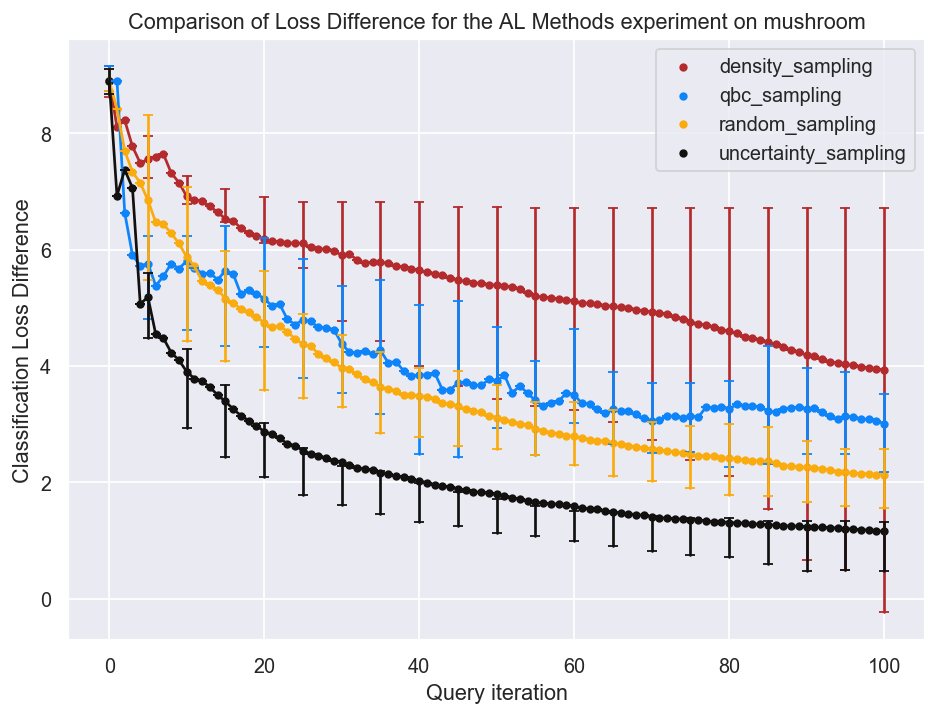 Comparison of Loss Difference for the AL Methods experiment on mushroom
density_sampling
qbc_sampling
random_sampling
uncertainty_sampling
Classification Loss Difference
8
6
4
2
0
0 20 40 60 80 100
Query iteration